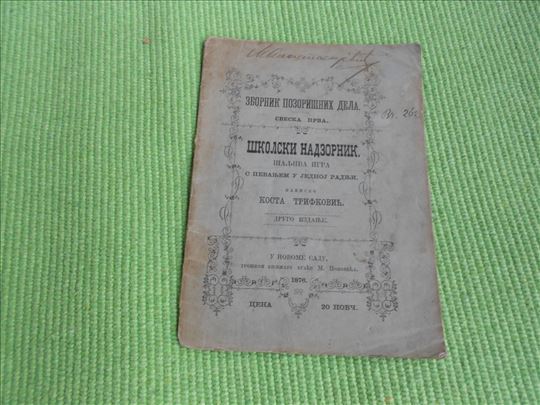 ЗБОРНИК ПОЗОРИШНИХ ДЕЛА.
СВЕСКА ПРВА.
ШКОЛСКИ НАДЗОРНИК.
ШАЉИВА ИГРА
С ПЕВАЊЕМ У ЈЕДНОЈ РАДЊИ.
НАПИСАО
КОСТА ТРИФКОВИЋ.
ДРУГО ИЗДАЊЕ.
У НОВОМЕ САДУ,
М. Поповића.
1876.
ЦЕНА 20 НОВЧ.